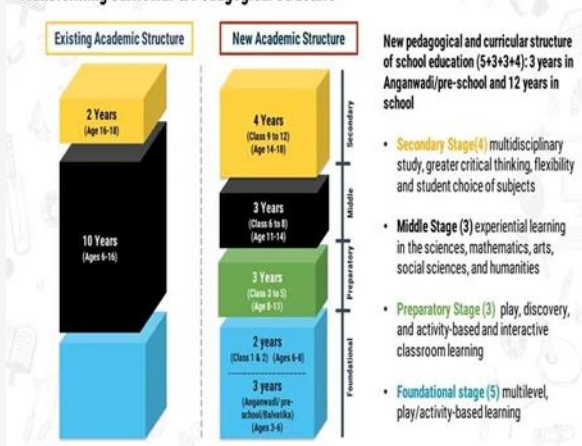 Transforming Curricular & Pedagogical Structure
Existing Academic Structure
New Academic Structure
2 Years
(Age 16-18)
10 Years
(Ages 6-16)
4 Years
(Class 9 to 12)
(Age 14-18)
3 Years
(Class 6 to 8)
(Age 11-14)
3 Years
(Class 3 to 5)
(Age 8-11)
2 years
(Class 1 & 2) (Ages 6-8)
3 years
(Anganwadi/ pre-
school/Balvatika)
(Ages 3-6)
Secondary
Middle
Preparatory
Foundational
New pedagogical and curricular structure
of school education (5+3+3+4): 3 years in
Anganwadi/pre-school and 12 years in
school
• Secondary Stage(4) multidisciplinary
study, greater critical thinking, flexibility
and student choice of subjects
• Middle Stage (3) experiential learning
in the sciences, mathematics, arts,
social sciences, and humanities
• Preparatory Stage (3) play, discovery,
and activity-based and interactive
classroom learning
• Foundational stage (5) multilevel,
play/activity-based learning